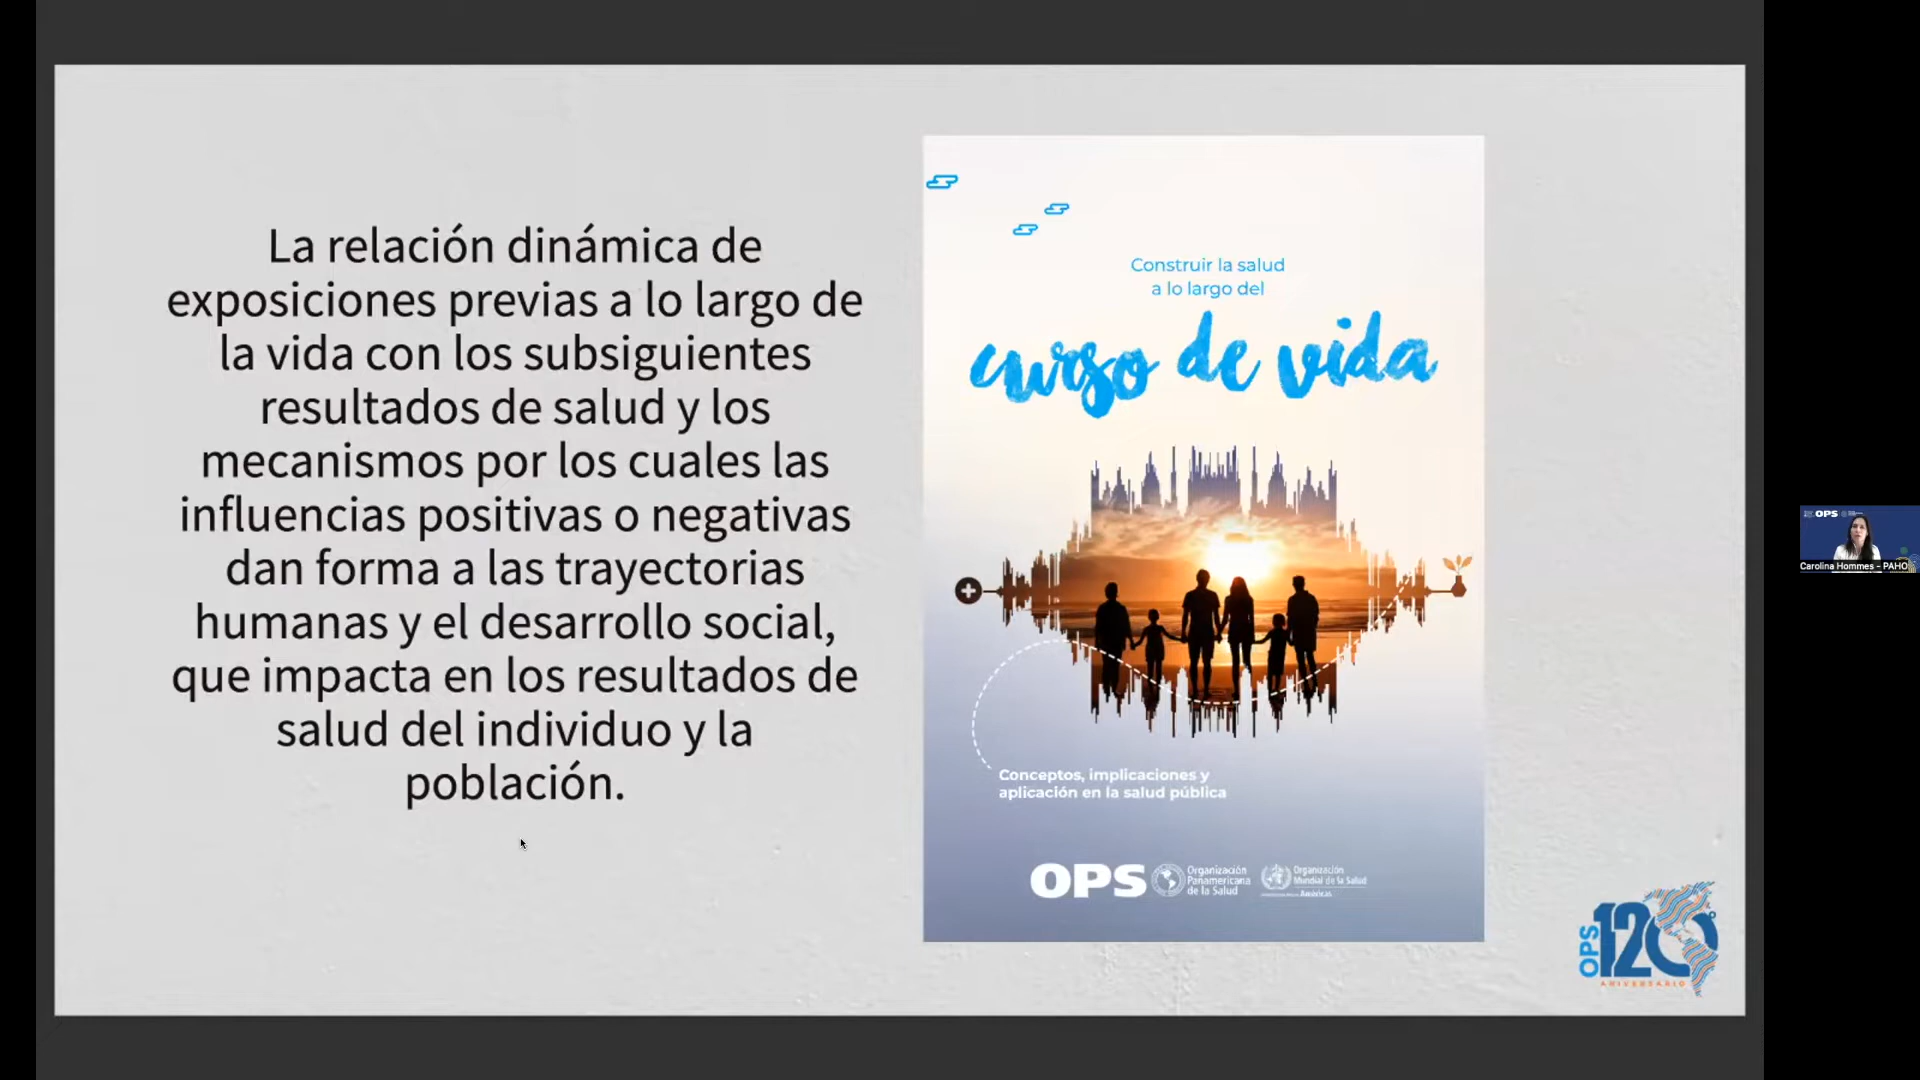 La relación dinámica de
exposiciones previas a lo largo de
la vida con los subsiguientes
resultados de salud y los
mecanismos por los cuales las
influencias positivas o negativas
dan forma a las trayectorias
humanas y el desarrollo social,
que impacta en los resultados de
salud del individuo y la
población.
Construir la salud
a lo largo del
curso de vida
Conceptos, implicaciones y
aplicación en la salud pública
OPS
Organización
Panamericana
de la Salud
Organización
Mundial de la Salud
Américas
OPS
120
ANIVERSARIO
OPS
Carolina Hommes - PAHO